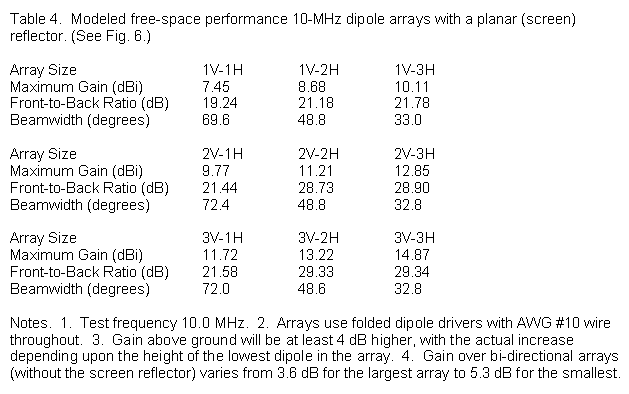 Table 4.  Modeled free-space performance 10-MHz dipole arrays with a planar (screen)
reflector. (See Fig. 6.)
Array Size 1V-1H 1V-2H 1V-3H
Maximum Gain (dBi) 7.45 8.68 10.11
Front-to-Back Ratio (dB) 19.24 21.18 21.78
Beamwidth (degrees) 69.6 48.8 33.0
Array Size 2V-1H 2V-2H 2V-3H
Maximum Gain (dBi) 9.77 11.21 12.85
Front-to-Back Ratio (dB) 21.44 28.73 28.90
Beamwidth (degrees) 72.4 48.8 32.8
Array Size 3V-1H 3V-2H 3V-3H
Maximum Gain (dBi) 11.72 13.22 14.87
Front-to-Back Ratio (dB) 21.58 29.33 29.34
Beamwidth (degrees) 72.0 48.6 32.8
Notes.  1.  Test frequency 10.0 MHz.  2.  Arrays use folded dipole drivers with AWG #10 wire
throughout.  3.  Gain above ground will be at least 4 dB higher, with the actual increase
depending upon the height of the lowest dipole in the array.  4.  Gain over bi-directional arrays
(without the screen reflector) varies from 3.6 dB for the largest array to 5.3 dB for the smallest.